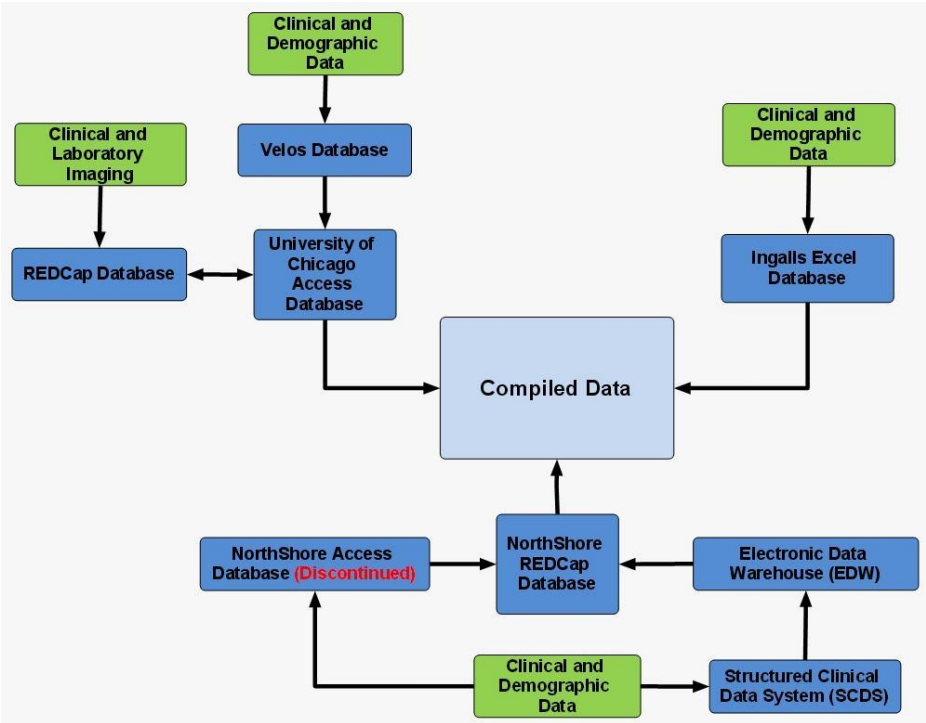 Clinical and
Demographic
Data
Clinical and
Laboratory
Imaging
Velos Database
Clinical and
Demographic
Data
REDCap Database
University of
Chicago
Access
Database
Ingalls Excel
Database
Compiled Data
NorthShore Access
Database (Discontinued)
NorthShore
REDCap
Database
Electronic Data
Warehouse (EDW)
Clinical and
Demographic Data
Structured Clinical
Data System (SCDS)